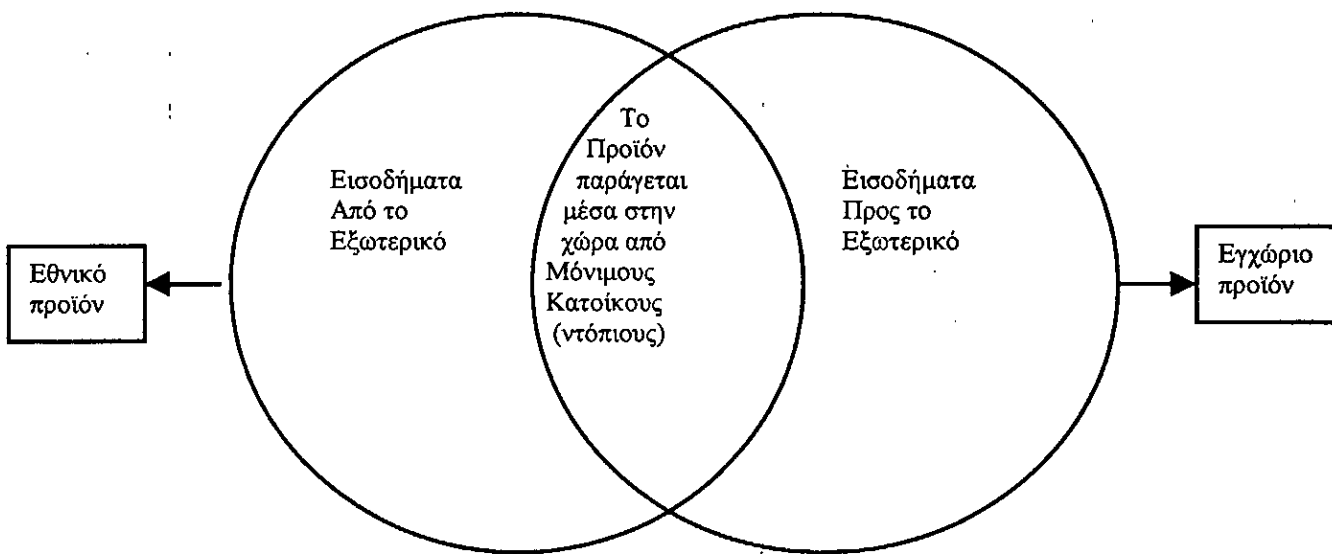 Εθνικό
προϊόν
Εισοδήματα
Από το
Εξωτερικό
Το
Προϊόν
παράγεται
μέσα στην
χώρα από
Μόνιμους
Κατοίκους
(ντόπιους)
Εισοδήματα
Προς το
Εξωτερικό
Εγχώριο
προϊόν